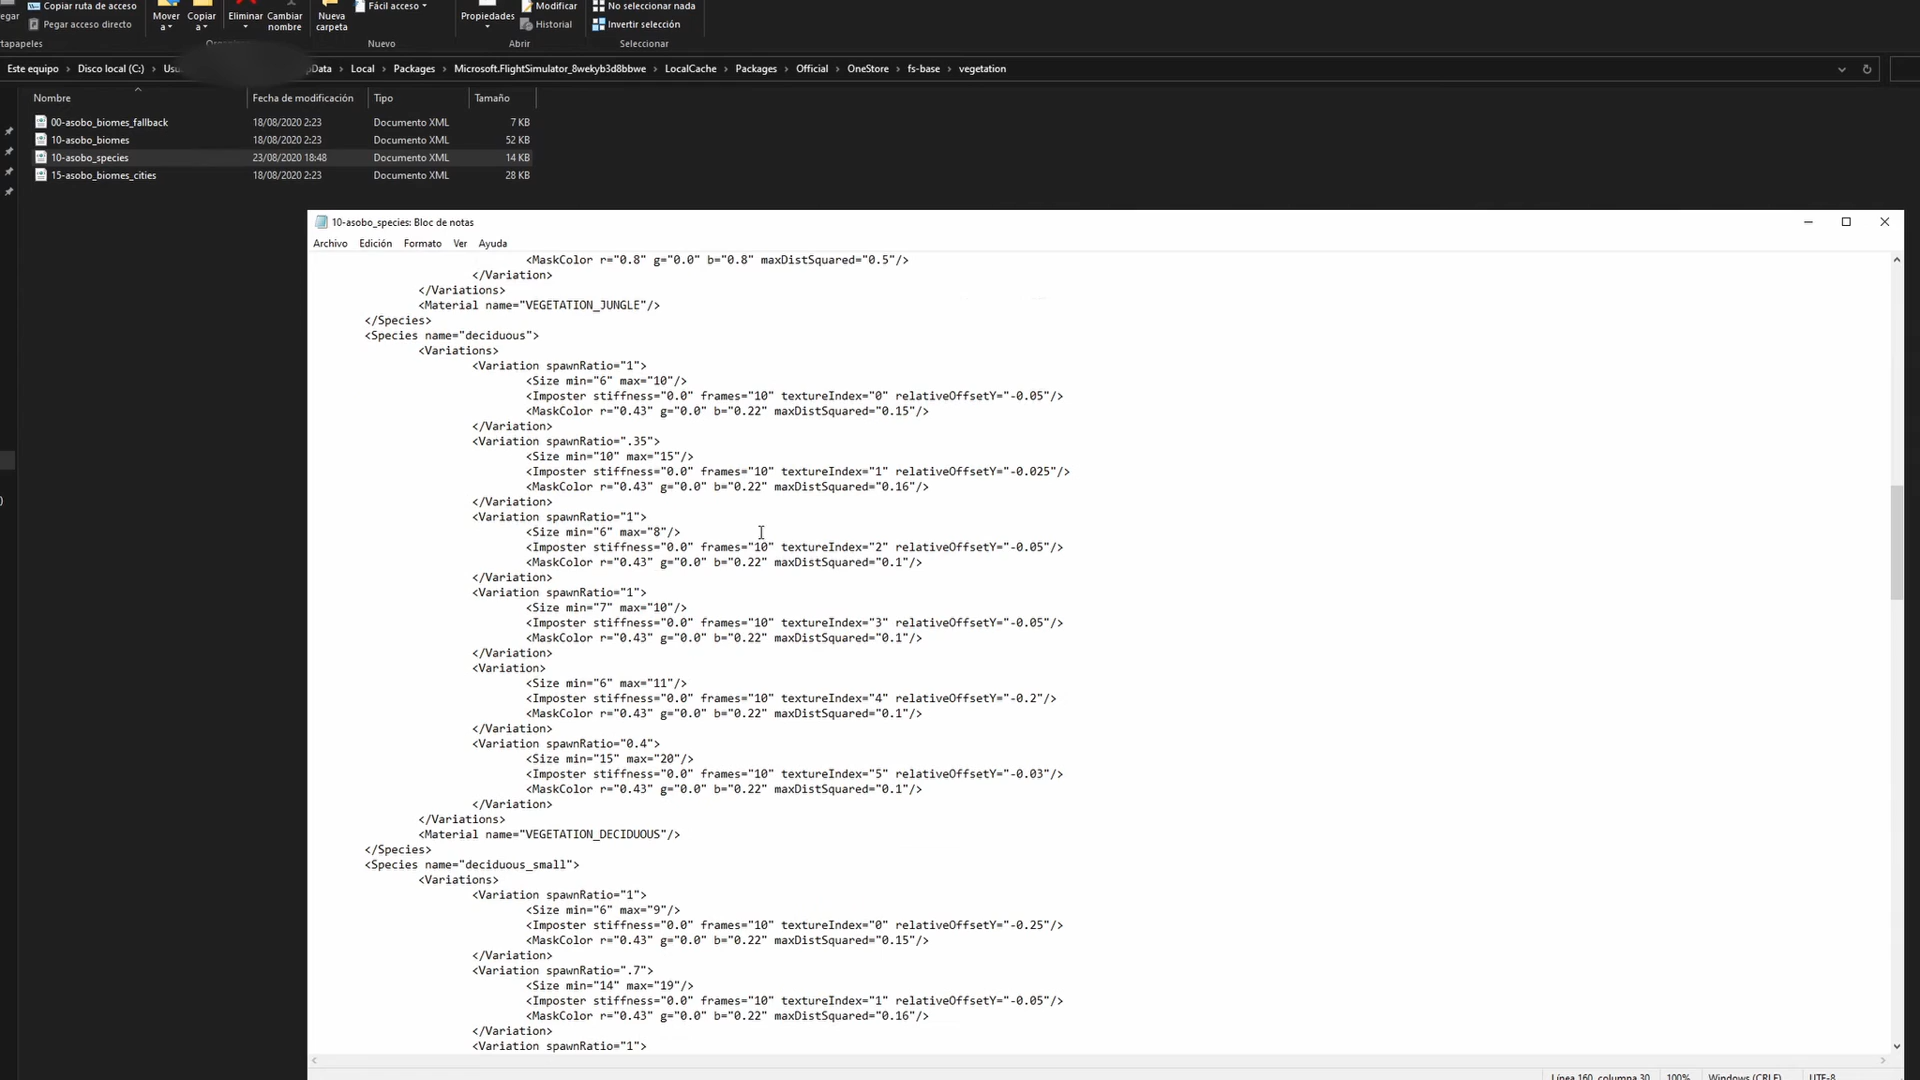 Copiar ruta de acceso
Pegar acceso directo
Mover a
Copiar a
Eliminar
Cambiar nombre
Nueva carpeta
Fácil acceso
Propiedades
Modificar
Historial
No seleccionar nada
Invertir selección
Nuevo
Abrir
Seleccionar
Este equipo > Disco local (C:) > Local > Packages > Microsoft.FlightSimulator_8wekyb3d8bbwe > LocalCache > Packages > Official > OneStore > fs-base > vegetation
Nombre Fecha de modificación Tipo Tamaño
00-asobo_biomes_fallback 18/08/2020 2:23 Documento XML 7 KB
10-asobo_biomes 18/08/2020 2:23 Documento XML 52 KB
10-asobo_species 23/08/2020 18:48 Documento XML 14 KB
15-asobo_biomes_cities 18/08/2020 2:23 Documento XML 28 KB
10-asobo_species: Bloc de notas
Archivo Edición Formato Ver Ayuda
<MaskColor r="0.8" g="0.0" b="0.8" maxDistSquared="0.5"/>
</Variation>
</Variations>
<Material name="VEGETATION_JUNGLE"/>
</Species>
<Species name="deciduous">
<Variations>
<Variation spawnRatio="1">
<Size min="6" max="10"/>
<Imposter stiffness="0.0" frames="10" textureIndex="0" relativeOffsetY="-0.05"/>
<MaskColor r="0.43" g="0.0" b="0.22" maxDistSquared="0.15"/>
</Variation>
<Variation spawnRatio=".35">
<Size min="10" max="15"/>
<Imposter stiffness="0.0" frames="10" textureIndex="1" relativeOffsetY="-0.025"/>
<MaskColor r="0.43" g="0.0" b="0.22" maxDistSquared="0.16"/>
</Variation>
<Variation spawnRatio="1">
<Size min="6" max="8"/>
<Imposter stiffness="0.0" frames="10" textureIndex="2" relativeOffsetY="-0.05"/>
<MaskColor r="0.43" g="0.0" b="0.22" maxDistSquared="0.1"/>
</Variation>
<Variation spawnRatio="1">
<Size min="7" max="10"/>
<Imposter stiffness="0.0" frames="10" textureIndex="3" relativeOffsetY="-0.05"/>
<MaskColor r="0.43" g="0.0" b="0.22" maxDistSquared="0.1"/>
</Variation>
<Variation>
<Size min="6" max="11"/>
<Imposter stiffness="0.0" frames="10" textureIndex="4" relativeOffsetY="-0.2"/>
<MaskColor r="0.43" g="0.0" b="0.22" maxDistSquared="0.1"/>
</Variation>
<Variation spawnRatio="0.4">
<Size min="15" max="20"/>
<Imposter stiffness="0.0" frames="10" textureIndex="5" relativeOffsetY="-0.03"/>
<MaskColor r="0.43" g="0.0" b="0.22" maxDistSquared="0.1"/>
</Variation>
</Variations>
<Material name="VEGETATION_DECIDUOUS"/>
</Species>
<Species name="deciduous_small">
<Variations>
<Variation spawnRatio="1">
<Size min="6" max="9"/>
<Imposter stiffness="0.0" frames="10" textureIndex="0" relativeOffsetY="-0.25"/>
<MaskColor r="0.43" g="0.0" b="0.22" maxDistSquared="0.15"/>
</Variation>
<Variation spawnRatio=".7">
<Size min="14" max="19"/>
<Imposter stiffness="0.0" frames="10" textureIndex="1" relativeOffsetY="-0.05"/>
<MaskColor r="0.43" g="0.0" b="0.22" maxDistSquared="0.16"/>
</Variation>
<Variation spawnRatio="1">
Línea 160, columna 30 100% Windows (CRLF) UTF-8